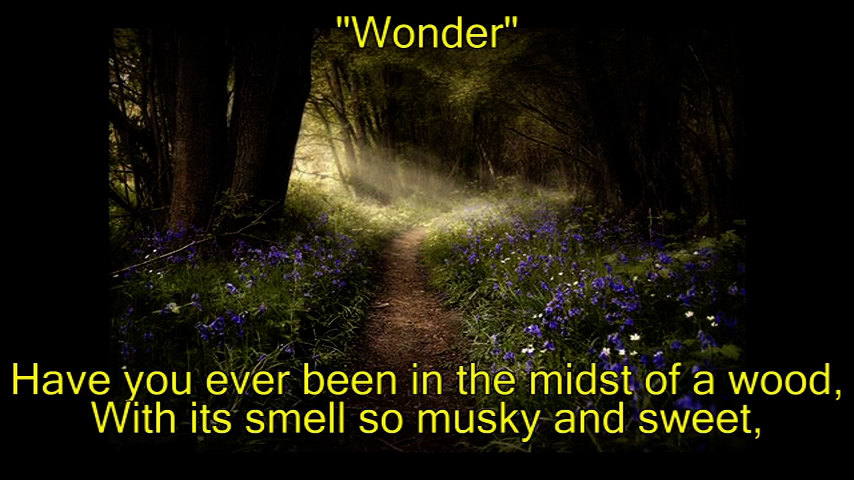 "Wonder"
Have you ever been in the midst of a wood,
With its smell so musky and sweet,